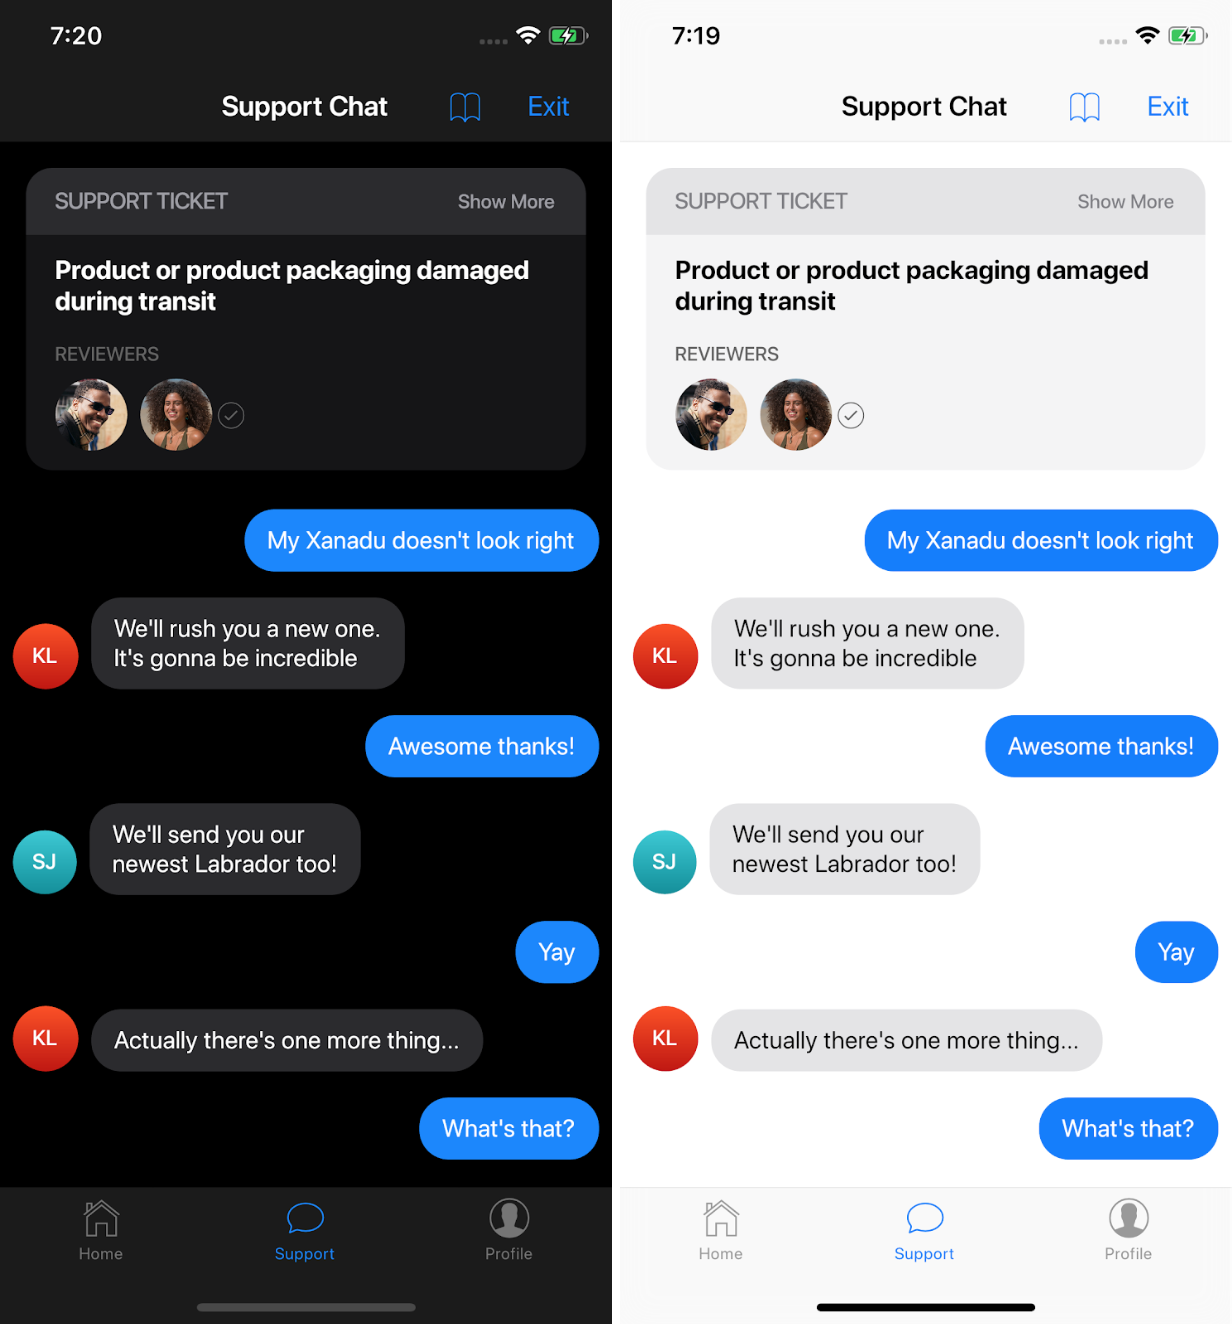 7:20
Support Chat
Exit
SUPPORT TICKET
Show More
Product or product packaging damaged
during transit
REVIEWERS
My Xanadu doesn't look right
KL
We'll rush you a new one.
It's gonna be incredible
Awesome thanks!
SJ
We'll send you our
newest Labrador too!
Yay
KL
Actually there's one more thing...
What's that?
Home
Support
Profile
7:19
Support Chat
Exit
SUPPORT TICKET
Show More
Product or product packaging damaged
during transit
REVIEWERS
My Xanadu doesn't look right
KL
We'll rush you a new one.
It's gonna be incredible
Awesome thanks!
SJ
We'll send you our
newest Labrador too!
Yay
KL
Actually there's one more thing...
What's that?
Home
Support
Profile